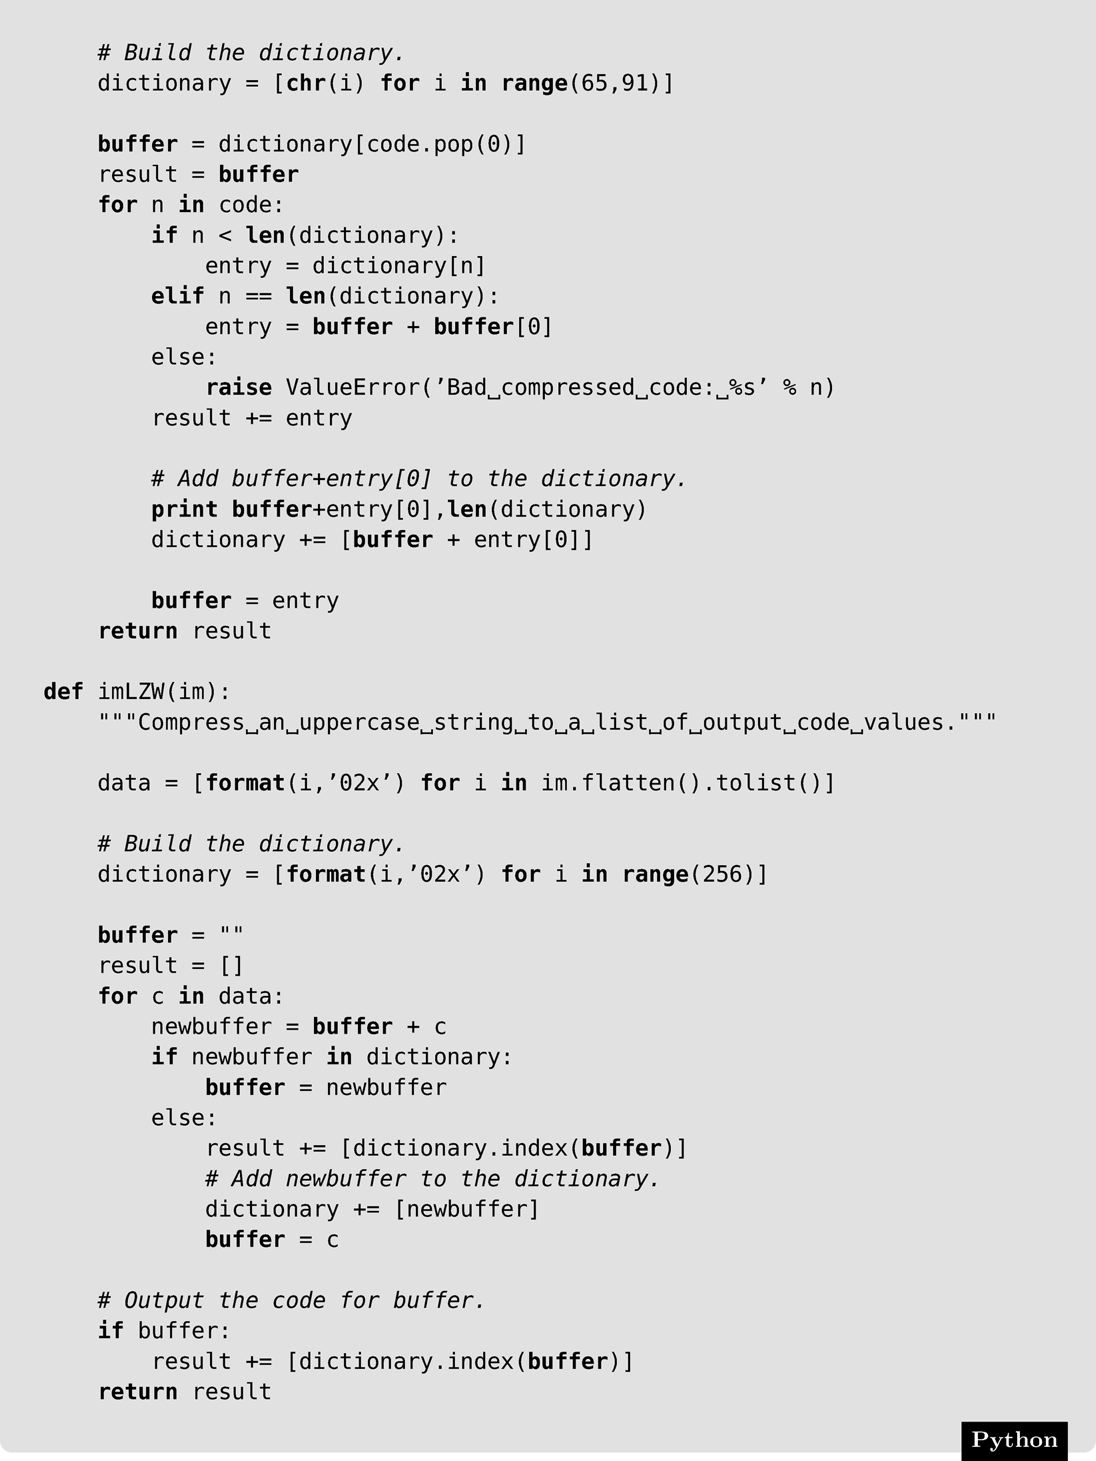 # Build the dictionary.
dictionary = [chr(i) for i in range(65,91)]
buffer = dictionary[code.pop(0)]
result = buffer
for n in code:
if n < len(dictionary):
entry = dictionary[n]
elif n == len(dictionary):
entry = buffer + buffer[0]
else:
raise ValueError(’Bad␣compressed␣code:␣%s’ % n)
result += entry
# Add buffer+entry[0] to the dictionary.
print buffer+entry[0],len(dictionary)
dictionary += [buffer + entry[0]]
buffer = entry
return result
def imLZW(im):
"""Compress␣an␣uppercase␣string␣to␣a␣list␣of␣output␣code␣values."""
data = [format(i,’02x’) for i in im.flatten().tolist()]
# Build the dictionary.
dictionary = [format(i,’02x’) for i in range(256)]
buffer = ""
result = []
for c in data:
newbuffer = buffer + c
if newbuffer in dictionary:
buffer = newbuffer
else:
result += [dictionary.index(buffer)]
# Add newbuffer to the dictionary.
dictionary += [newbuffer]
buffer = c
# Output the code for buffer.
if buffer:
result += [dictionary.index(buffer)]
return result
Python